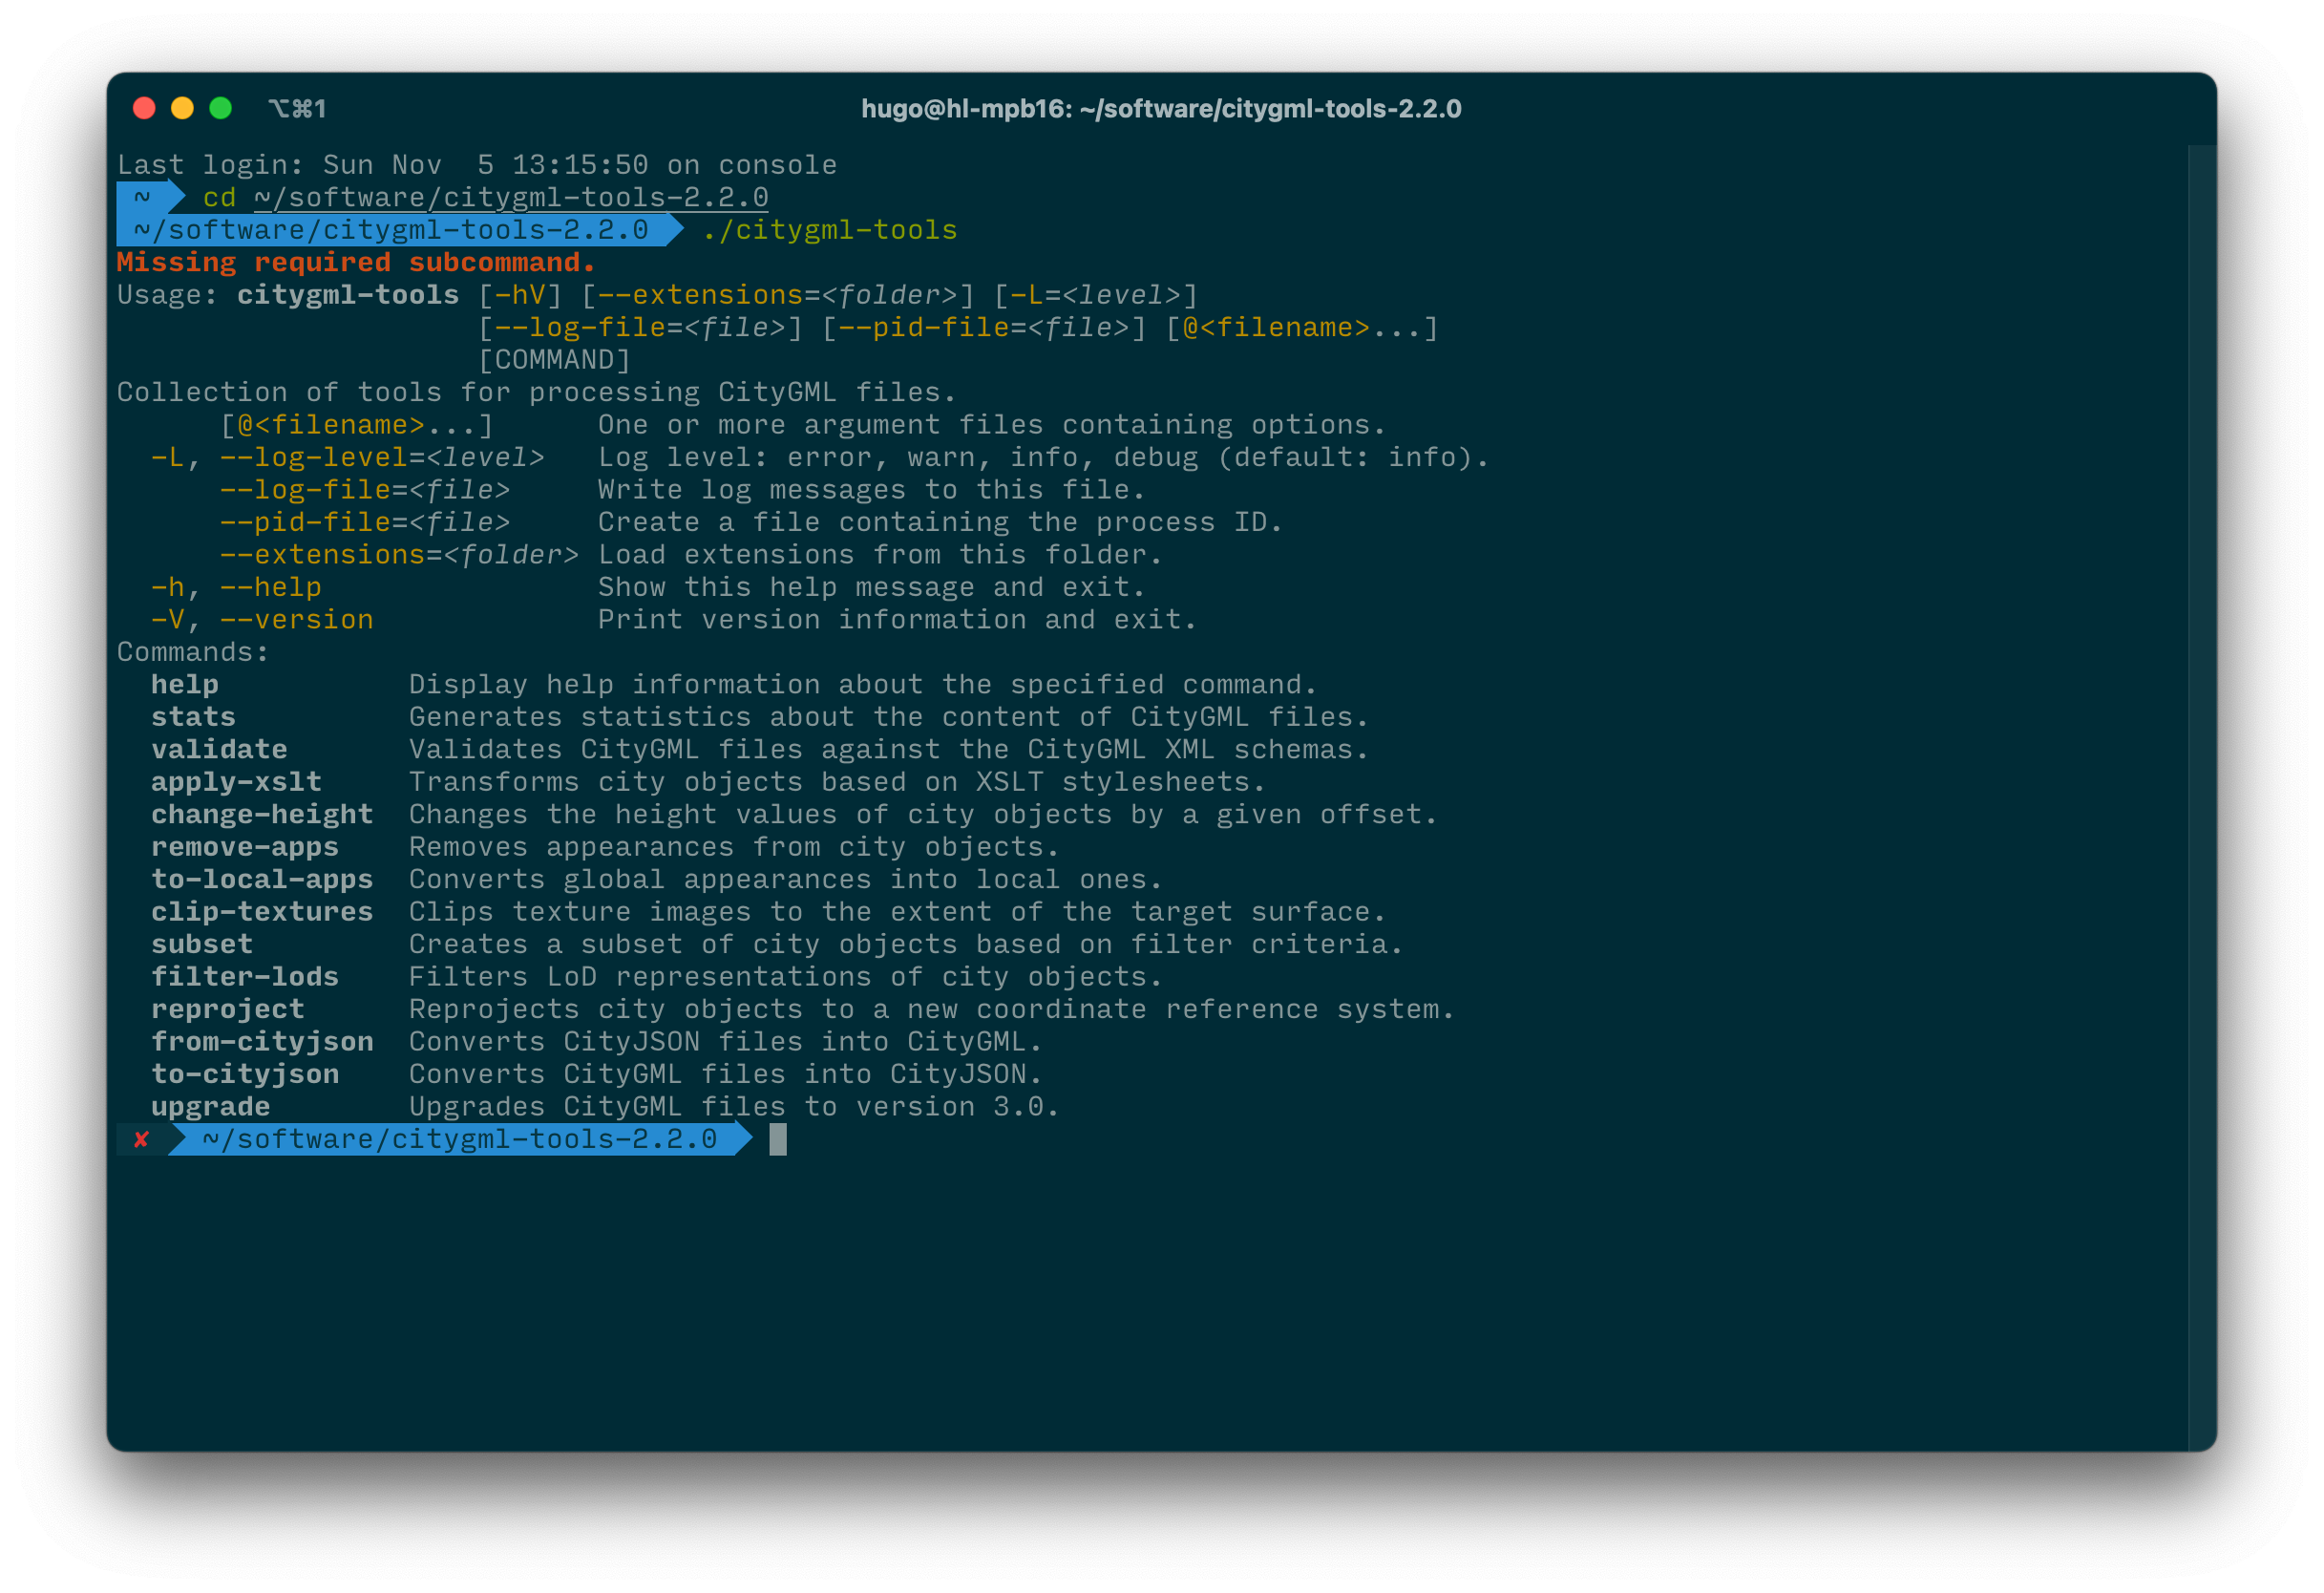 ⌥⌘1
hugo@hl-mpb16: ~/software/citygml-tools-2.2.0
Last login: Sun Nov  5 13:15:50 on console
~ cd ~/software/citygml-tools-2.2.0
~/software/citygml-tools-2.2.0 ./citygml-tools
Missing required subcommand.
Usage: citygml-tools [-hV] [--extensions=<folder>] [-L=<level>]
                     [--log-file=<file>] [--pid-file=<file>] [@<filename>...]
                     [COMMAND]
Collection of tools for processing CityGML files.
      [@<filename>...]      One or more argument files containing options.
  -L, --log-level=<level>   Log level: error, warn, info, debug (default: info).
      --log-file=<file>     Write log messages to this file.
      --pid-file=<file>     Create a file containing the process ID.
      --extensions=<folder> Load extensions from this folder.
  -h, --help                Show this help message and exit.
  -V, --version             Print version information and exit.
Commands:
  help           Display help information about the specified command.
  stats          Generates statistics about the content of CityGML files.
  validate       Validates CityGML files against the CityGML XML schemas.
  apply-xslt     Transforms city objects based on XSLT stylesheets.
  change-height  Changes the height values of city objects by a given offset.
  remove-apps    Removes appearances from city objects.
  to-local-apps  Converts global appearances into local ones.
  clip-textures  Clips texture images to the extent of the target surface.
  subset         Creates a subset of city objects based on filter criteria.
  filter-lods    Filters LoD representations of city objects.
  reproject      Reprojects city objects to a new coordinate reference system.
  from-cityjson  Converts CityJSON files into CityGML.
  to-cityjson    Converts CityGML files into CityJSON.
  upgrade        Upgrades CityGML files to version 3.0.
✘ ~/software/citygml-tools-2.2.0